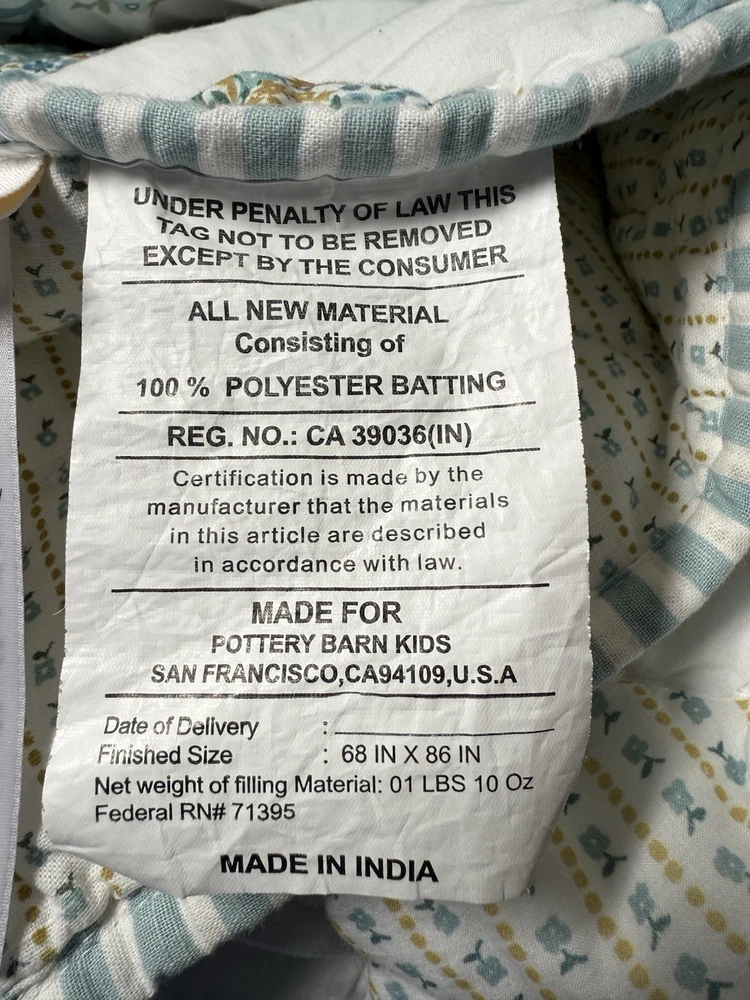 UNDER PENALTY OF LAW THIS
TAG NOT TO BE REMOVED
EXCEPT BY THE CONSUMER
ALL NEW MATERIAL
Consisting of
100 % POLYESTER BATTING
REG. NO.: CA 39036(IN)
Certification is made by the
manufacturer that the materials
in this article are described
in accordance with law.
MADE FOR
POTTERY BARN KIDS
SAN FRANCISCO,CA94109,U.S.A
Date of Delivery :
Finished Size : 68 IN X 86 IN
Net weight of filling Material: 01 LBS 10 Oz
Federal RN# 71395
MADE IN INDIA